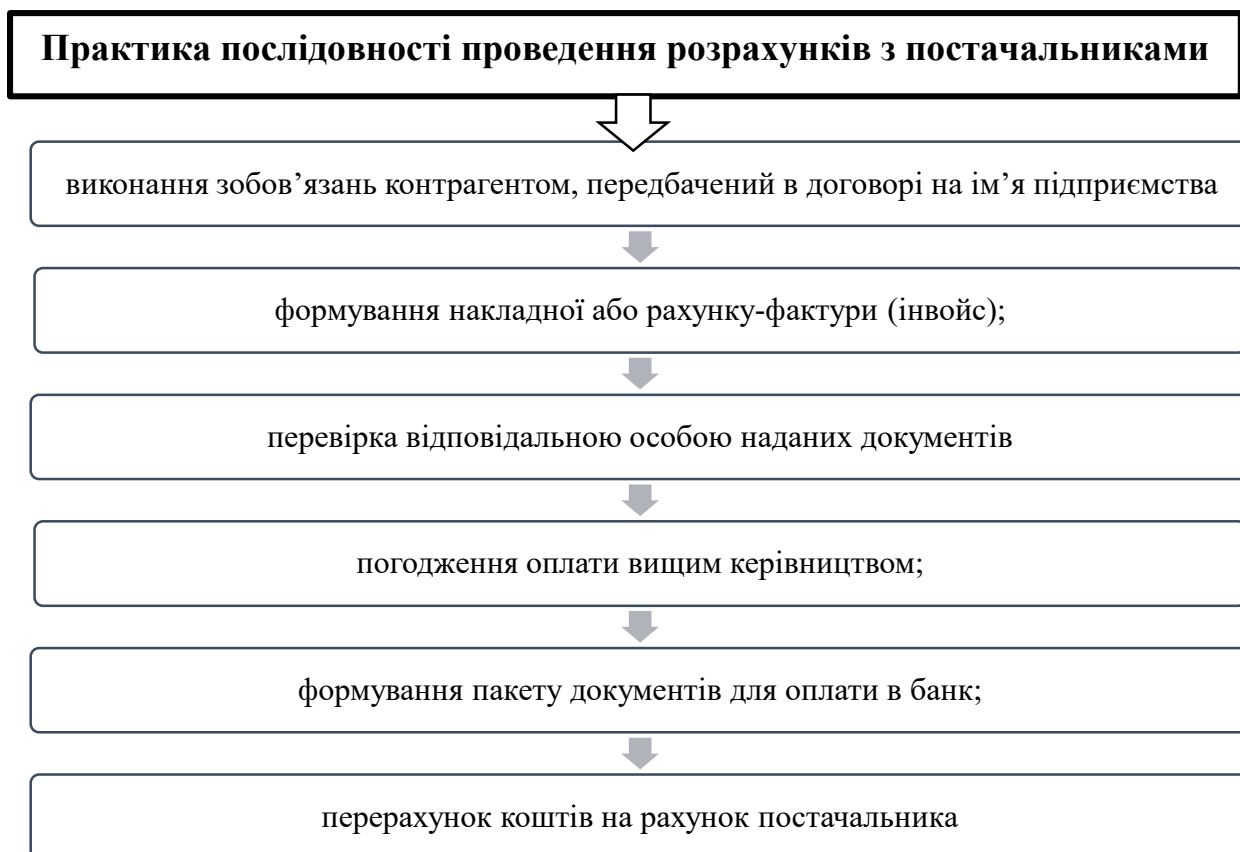 Практика послідовності проведення розрахунків з постачальниками
виконання зобов’язань контрагентом, передбачений в договорі на ім’я підприємства
формування накладної або рахунку-фактури (інвойс);
перевірка відповідальною особою наданих документів
погодження оплати вищим керівництвом;
формування пакету документів для оплати в банк;
перерахунок коштів на рахунок постачальника